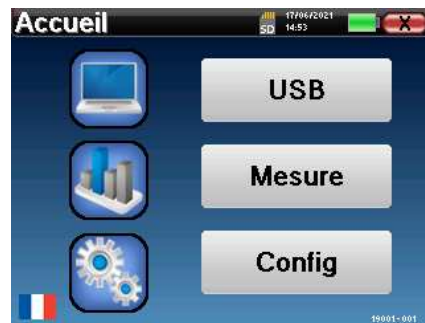 Accueil
SD
17/06/2021
14:53
X
USB
Mesure
Config
19001-001